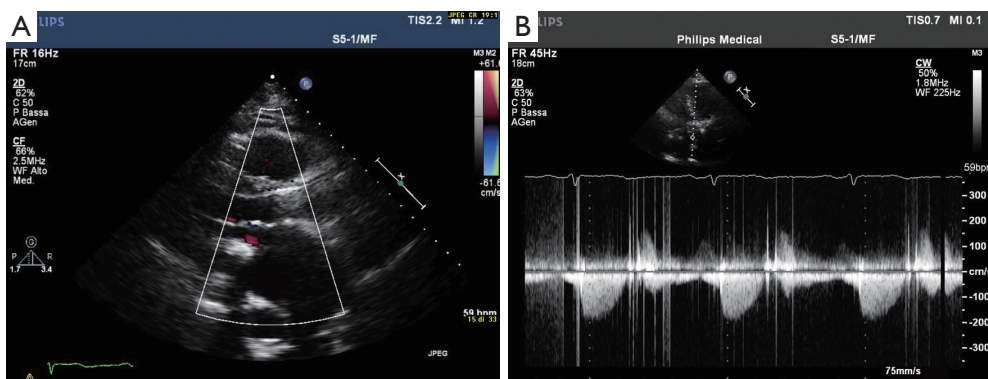 A
LIPS
TIS2.2 MI 1.2
JPEG CR 19:1
S5-1/MF
FR 16Hz
17cm
2D
62%
C 50
P Bassa
AGen
CF
66%
2.5MHz
WF Alto
Med.
P
M3 M2
+61.6
-61.6
cm/s
X
G
P R
1.7 3.4
59 bpm
15 di 33
JPEG
B
PHILIPS
TIS0.7 MI 0.1
Philips Medical
S5-1/MF
FR 45Hz
18cm
2D
63%
C 50
P Bassa
AGen
P
X
M3
CW
50%
1.8MHz
WF 225Hz
59bpm
300
200
100
cm/s
-100
-200
-300
75mm/s